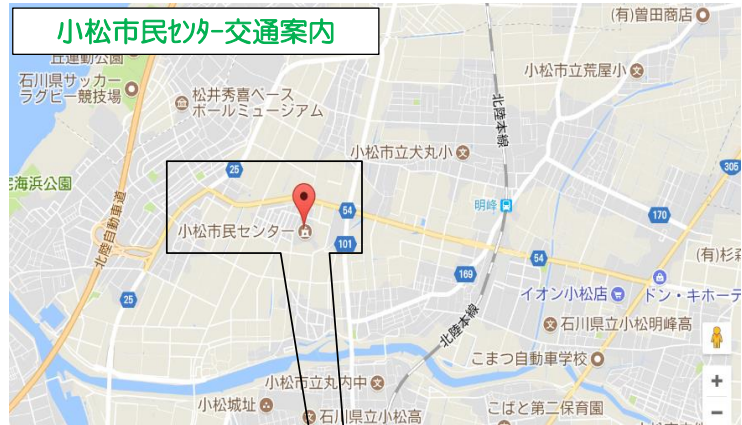 小松市民ｾﾝﾀｰ交通案内
(有)曽田商店
丘運動公園
石川県サッカー
ラグビー競技場
小松市立荒屋小
松井秀喜ベース
ボールミュージアム
北陸本線
小松市立犬丸小
305
25
海浜公園
明峰
54
170
小松市民センター
101
北陸自動車道
54
(有)杉森
169
25
イオン小松店
ドン・キホーテ
石川県立小松明峰高
北陸本線
こまつ自動車学校
小松市立丸内中
+
小松城址
石川県立小松高
こばと第二保育園
−